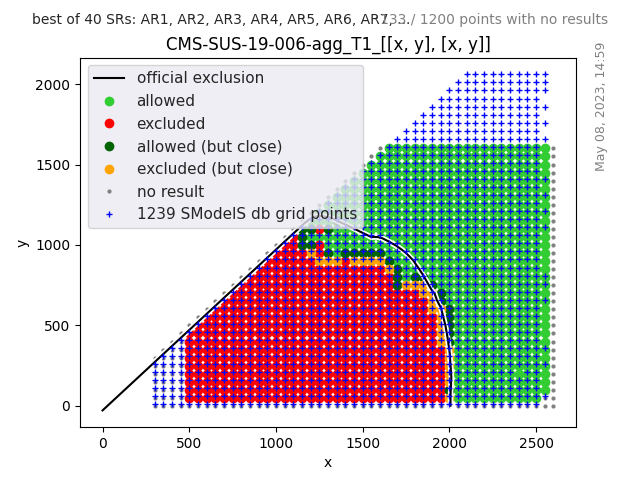 best of 40 SRs: AR1, AR2, AR3, AR4, AR5, AR6, AR7, ...
/ 1200 points with no results
CMS-SUS-19-006-agg_T1_[[x, y], [x, y]]
May 08, 2023, 14:59
official exclusion
allowed
excluded
allowed (but close)
excluded (but close)
no result
1239 SModelS db grid points
y
2000
1500
1000
500
0
0 500 1000 1500 2000 2500
x